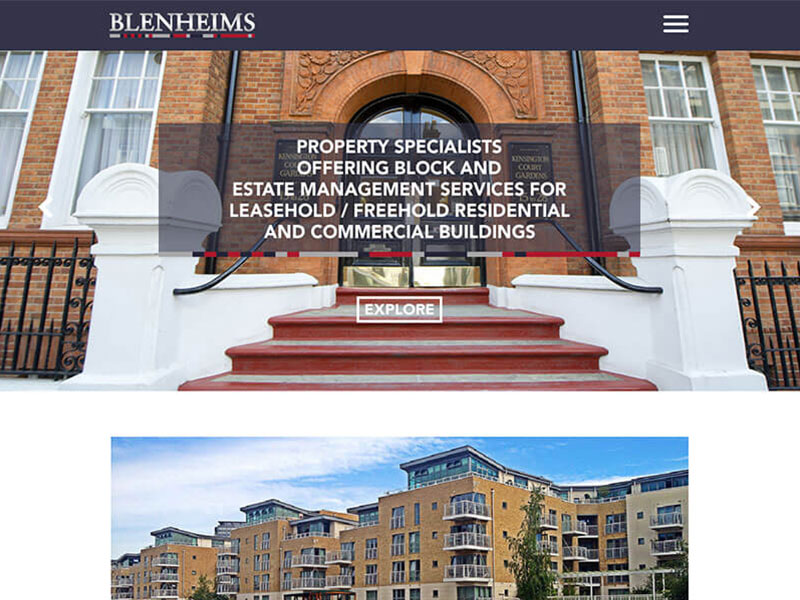 BLENHEIMS
PROPERTY SPECIALISTS
OFFERING BLOCK AND
ESTATE MANAGEMENT SERVICES FOR
LEASEHOLD / FREEHOLD RESIDENTIAL
AND COMMERCIAL BUILDINGS
KENSINGTON
COURT
GARDENS
KENSINGTON
COURT
GARDENS
EXPLORE